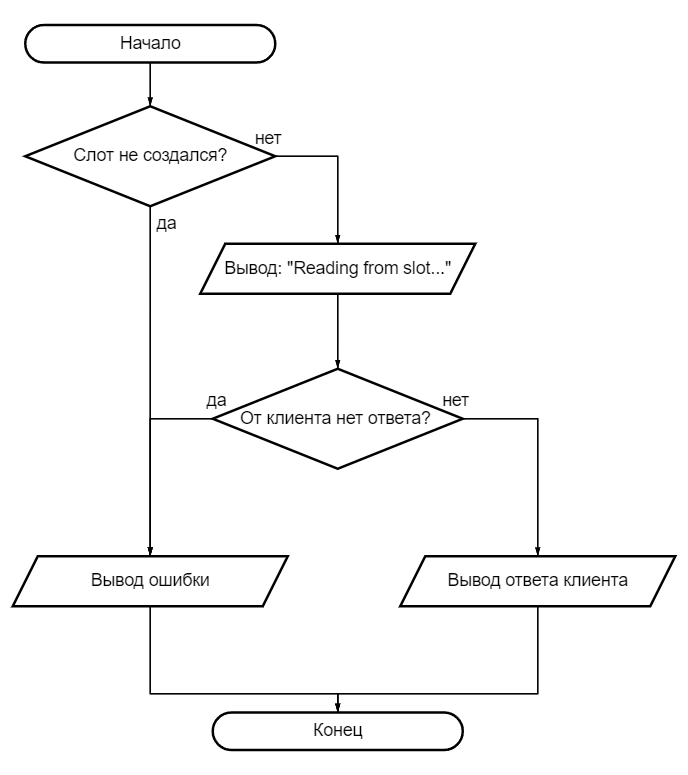 Начало
нет
Слот не создался?
да
Вывод: "Reading from slot..."
да
нет
От клиента нет ответа?
Вывод ошибки
Вывод ответа клиента
Конец